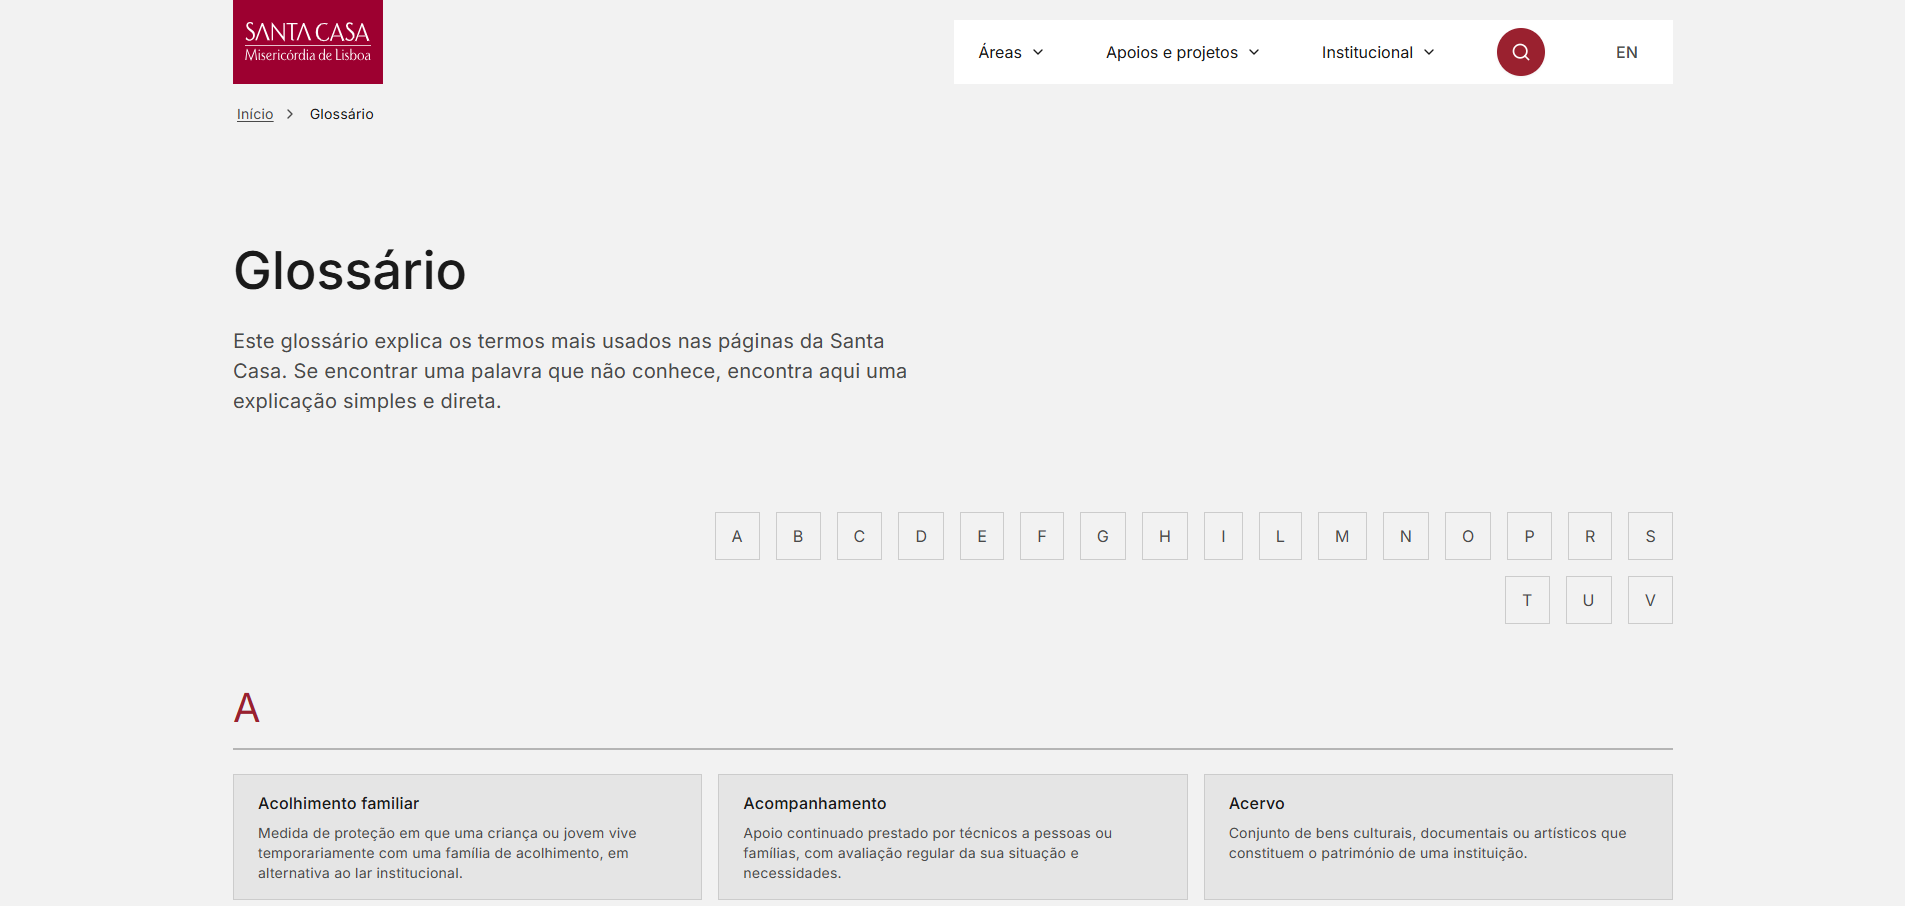 SANTA CASA
Misericórdia de Lisboa
Áreas
Apoios e projetos
Institucional
EN
Início
Glossário
Glossário
Este glossário explica os termos mais usados nas páginas da Santa
Casa. Se encontrar uma palavra que não conhece, encontra aqui uma
explicação simples e direta.
A B C D E F G H I L M N O P R S
T U V
A
Acolhimento familiar
Medida de proteção em que uma criança ou jovem vive
temporariamente com uma família de acolhimento, em
alternativa ao lar institucional.
Acompanhamento
Apoio continuado prestado por técnicos a pessoas ou
famílias, com avaliação regular da sua situação e
necessidades.
Acervo
Conjunto de bens culturais, documentais ou artísticos que
constituem o património de uma instituição.